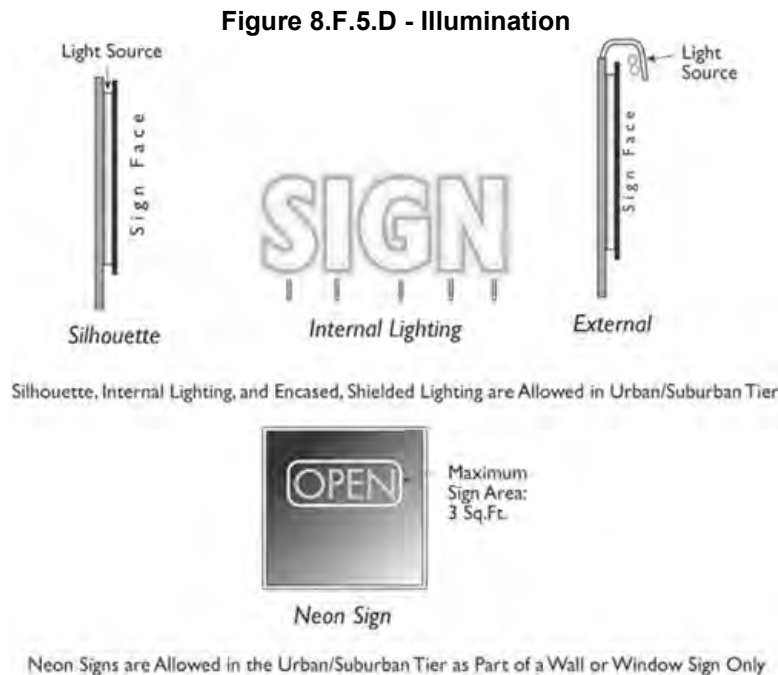 Figure 8.F.5.D - Illumination
Light Source
Sign Face
Silhouette
SIGN
Internal Lighting
Light
Source
Sign Face
External
Silhouette, Internal Lighting, and Encased, Shielded Lighting are Allowed in Urban/Suburban Tier
OPEN
Maximum
Sign Area:
3 Sq.Ft.
Neon Sign
Neon Signs are Allowed in the Urban/Suburban Tier as Part of a Wall or Window Sign Only